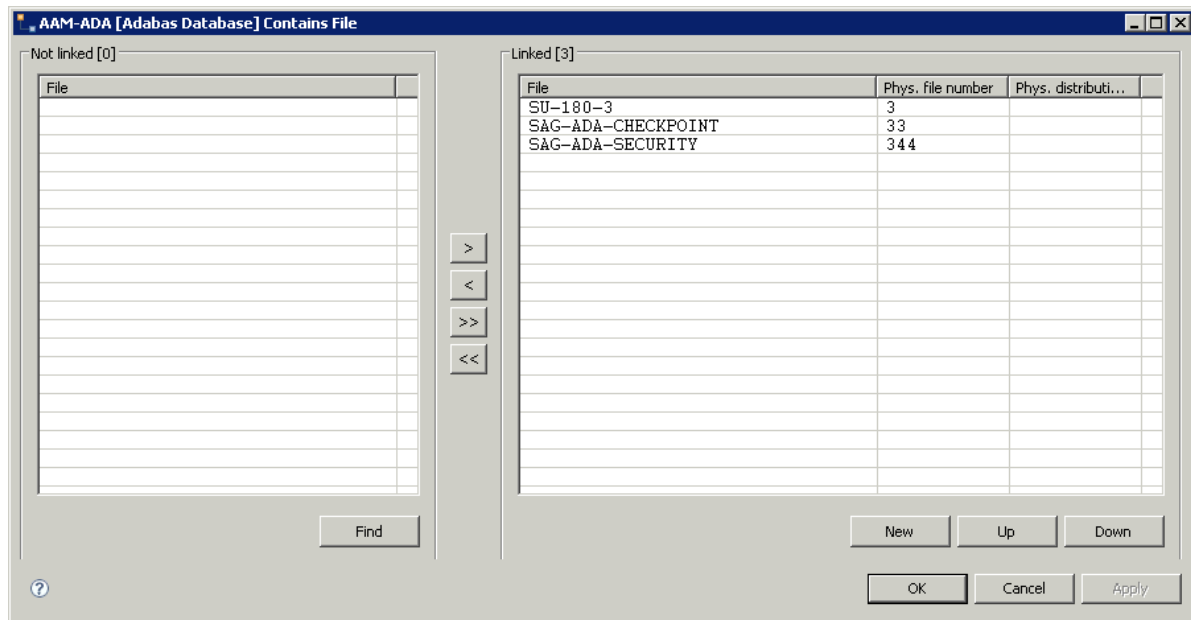 AAM-ADA [Adabas Database] Contains File
Not linked [0]
File
>
<
>>
<<
Find
Linked [3]
File Phys. file number Phys. distributi...
SU-180-3 3
SAG-ADA-CHECKPOINT 33
SAG-ADA-SECURITY 344
New Up Down
? OK Cancel Apply